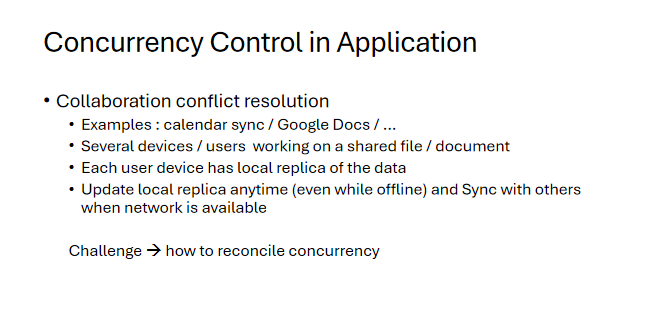 Concurrency Control in Application
• Collaboration conflict resolution
• Examples : calendar sync / Google Docs / ...
• Several devices / users  working on a shared file / document
• Each user device has local replica of the data
• Update local replica anytime (even while offline) and Sync with others
when network is available
Challenge → how to reconcile concurrency